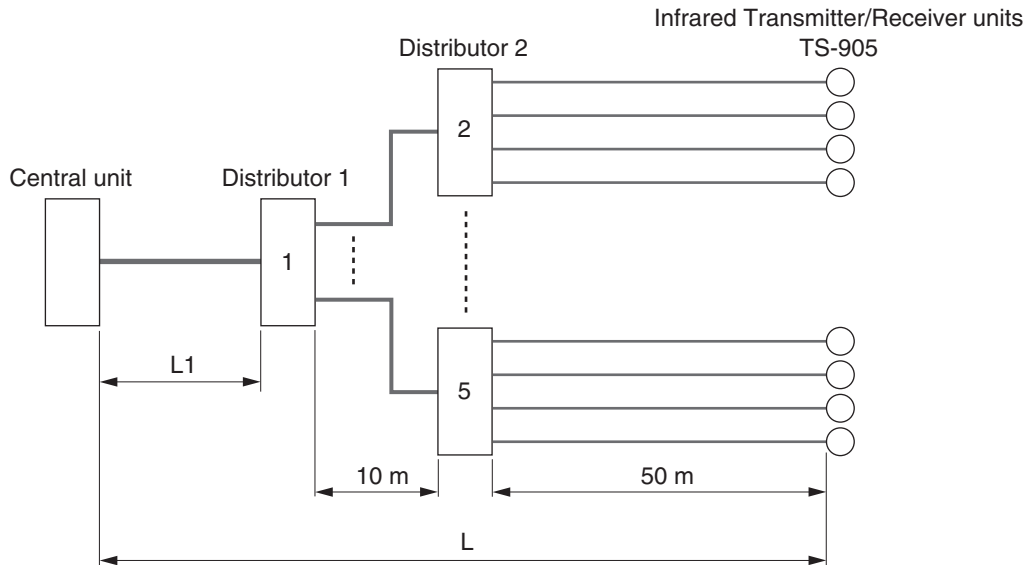 Infrared Transmitter/Receiver units
TS-905
Distributor 2
2
Central unit
Distributor 1
1
L1
5
10 m
50 m
L